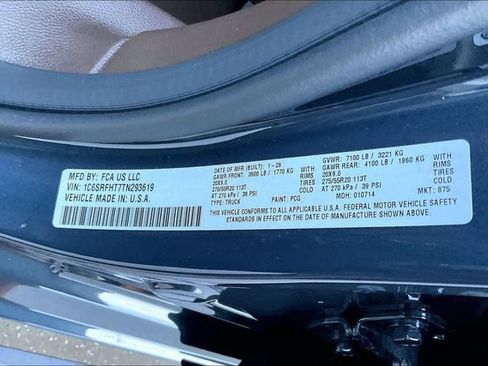 MFD BY: FCA US LLC
VIN: 1C6SRFHT7TN293619
VEHICLE MADE IN: U.S.A.
DATE OF MFR (BUILT): 1-26
GAWR FRONT: 3900 LB / 1770 KG
20X9.0
275/55R20 113T
AT 270 kPa / 39 PSI
TYPE: TRUCK
PAINT: PCG
GVWR: 7100 LB / 3221 KG
GAWR REAR: 4100 LB / 1860 KG
WITH
RIMS
20X9.0
TIRES
275/55R20 113T
COLD
AT 270 kPa / 39 PSI
MDH: 010714
WITH
RIMS
TIRES
COLD
MKT: 875
THIS VEHICLE CONFORMS TO ALL APPLICABLE U.S.A. FEDERAL MOTOR VEHICLE SAFETY
STANDARDS IN EFFECT ON THE DATE OF MANUFACTURE SHOWN ABOVE.